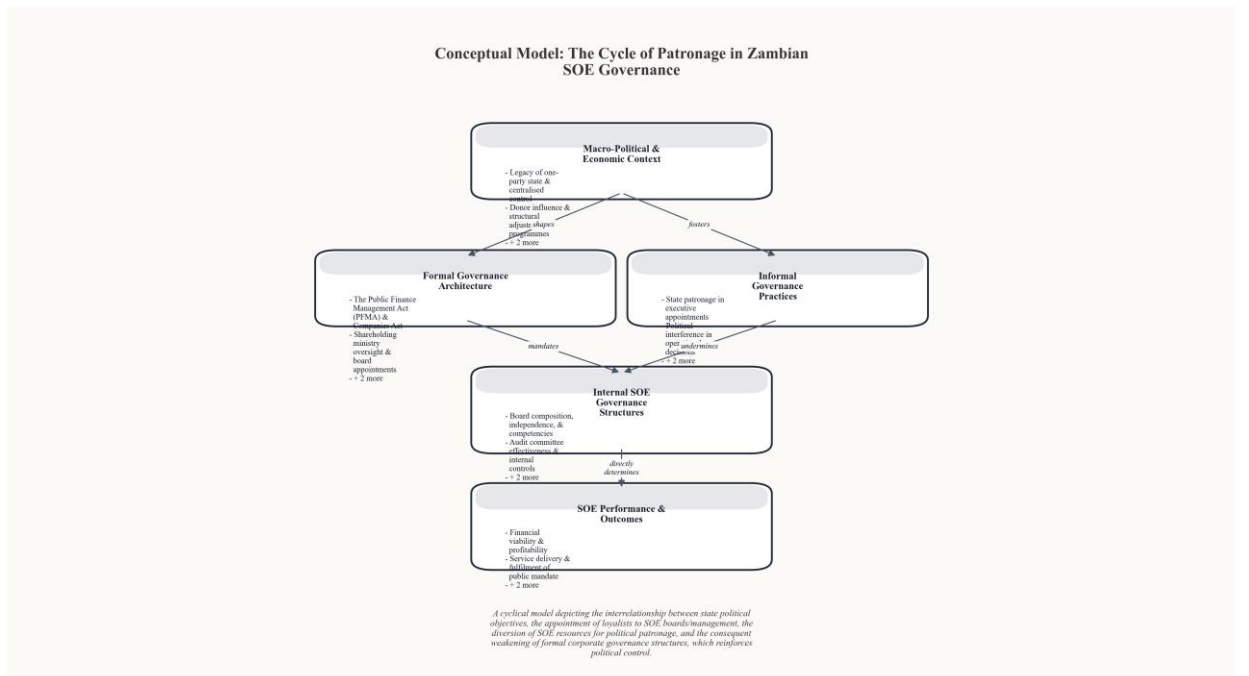 Conceptual Model: The Cycle of Patronage in Zambian
SOE Governance
Macro-Political &
Economic Context
- Legacy of one-
party state &
centralised
control
- Donor influence &
structural
programmes
- + 2 more
shapes
fosters
Formal Governance
Architecture
- The Public Finance
Management Act
(PFMA) &
Companies Act
- Shareholding
ministry
oversight &
board
appointments
- + 2 more
Informal
Governance
Practices
- State patronage in
executive
appointments
- Political
interference in
- + 2 more
mandates
undermines
Internal SOE
Governance
Structures
- Board composition,
independence, &
competencies
- Audit committee
effectiveness &
internal
controls
- + 2 more
directly
determines
SOE Performance &
Outcomes
- Financial
viability &
profitability
- Service delivery &
fulfilment of
public mandate
- + 2 more
A cyclical model depicting the interrelationship between state political
objectives, the appointment of loyalists to SOE boards/management, the
diversion of SOE resources for political patronage, and the consequent
weakening of formal corporate governance structures, which reinforces
political control.